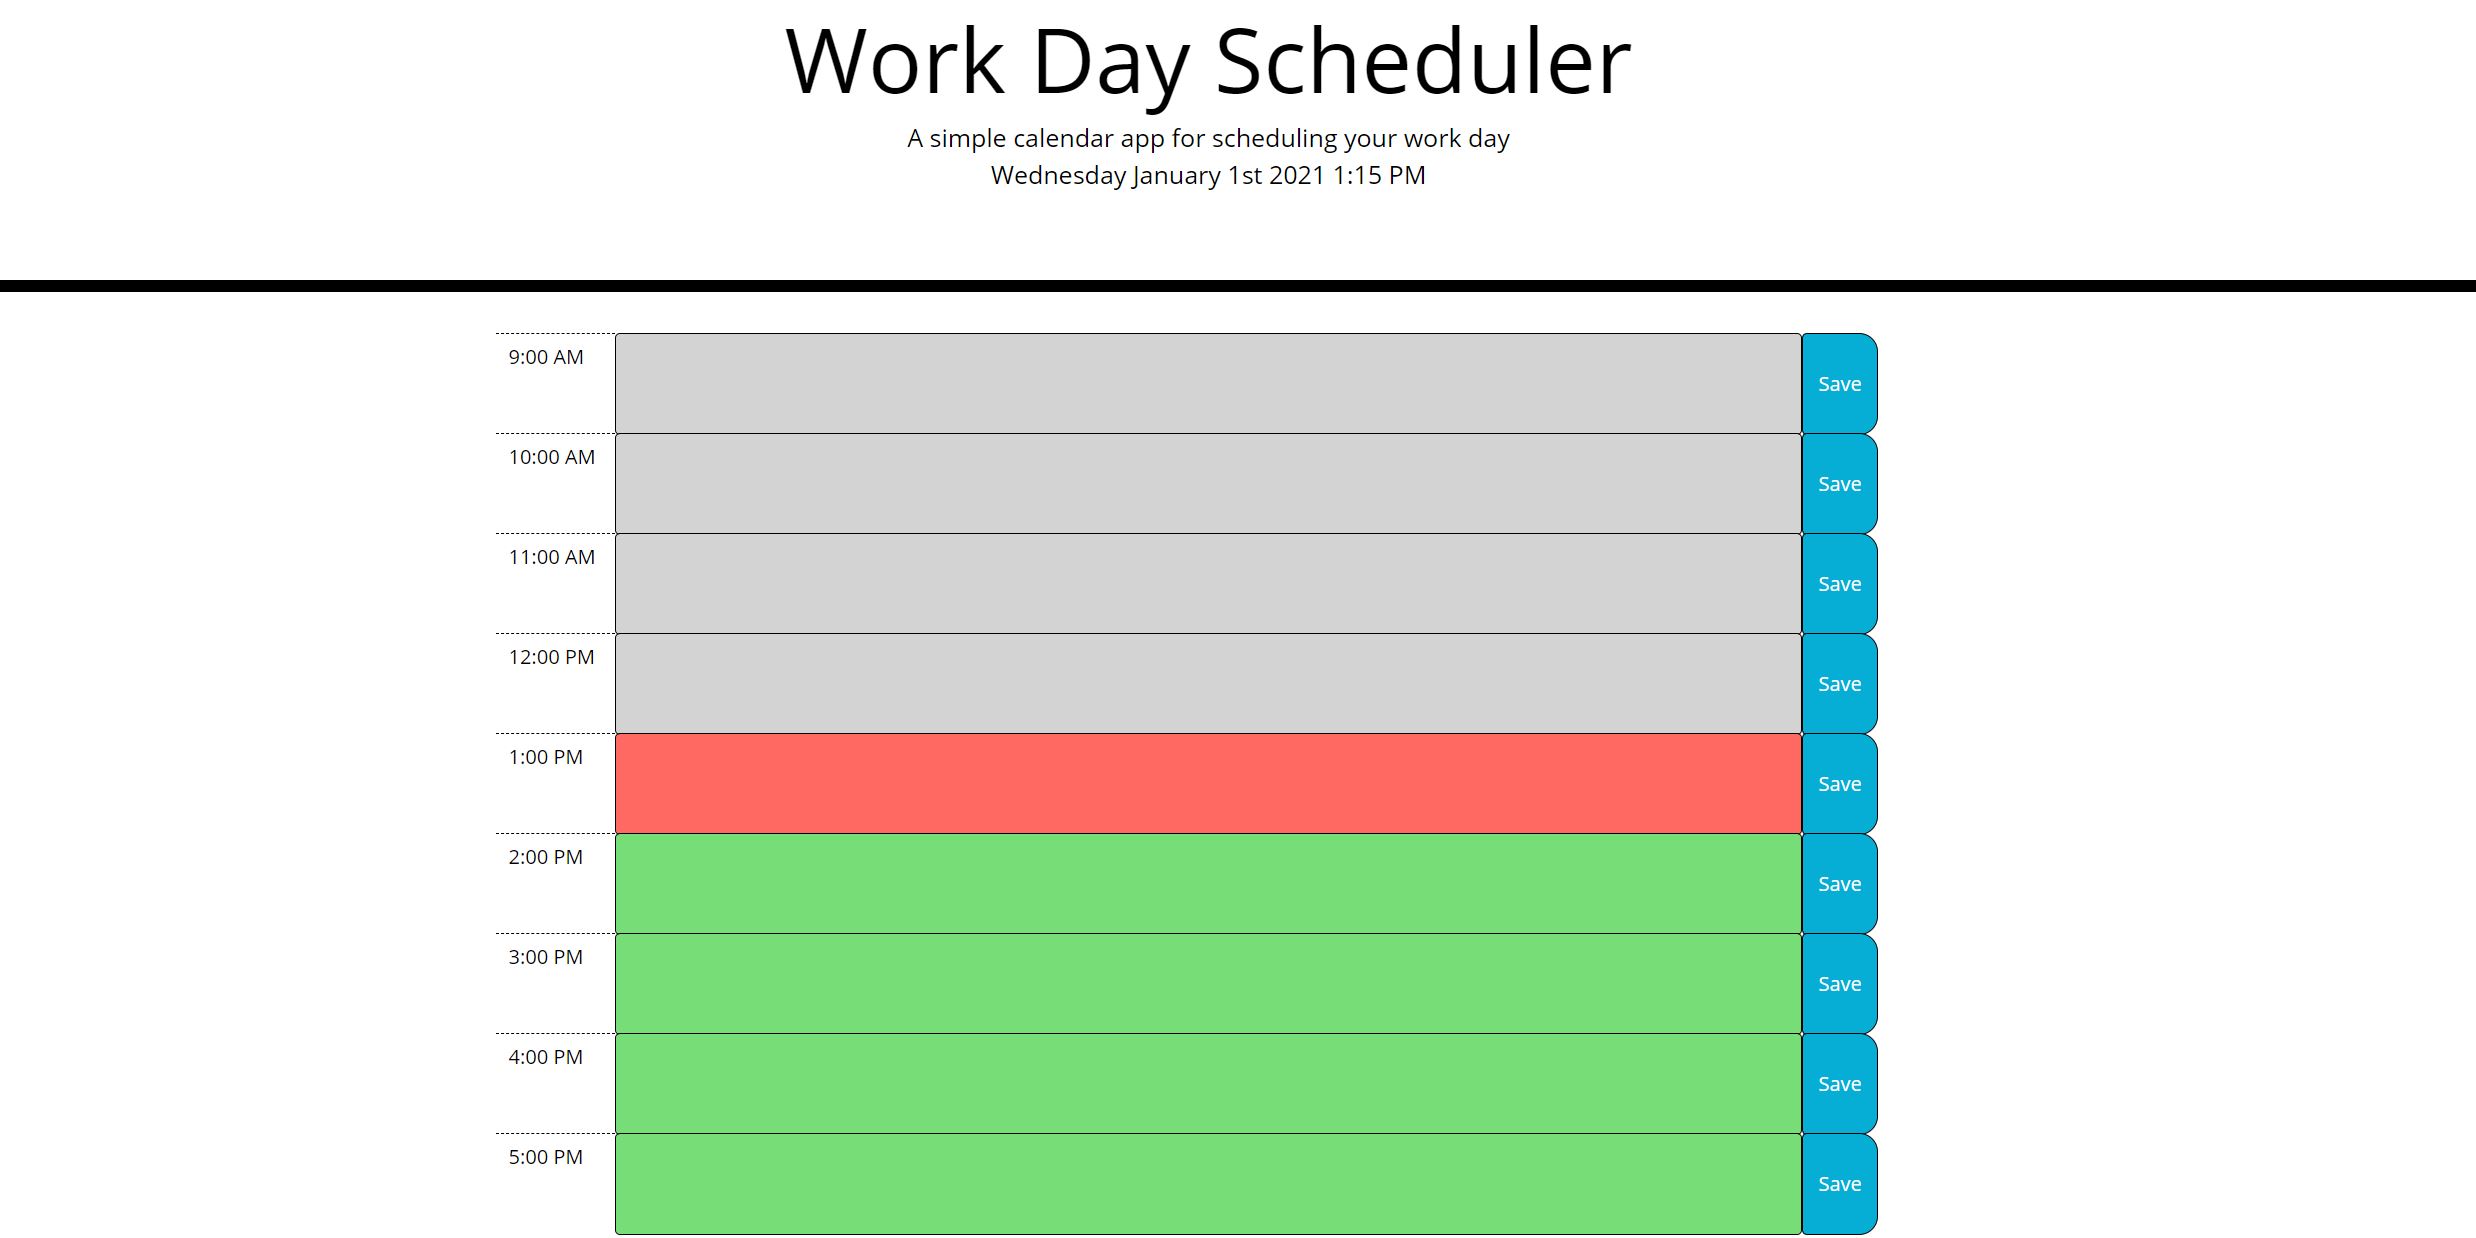 Work Day Scheduler
A simple calendar app for scheduling your work day
Wednesday January 1st 2021 1:15 PM
9:00 AM
Save
10:00 AM
Save
11:00 AM
Save
12:00 PM
Save
1:00 PM
Save
2:00 PM
Save
3:00 PM
Save
4:00 PM
Save
5:00 PM
Save